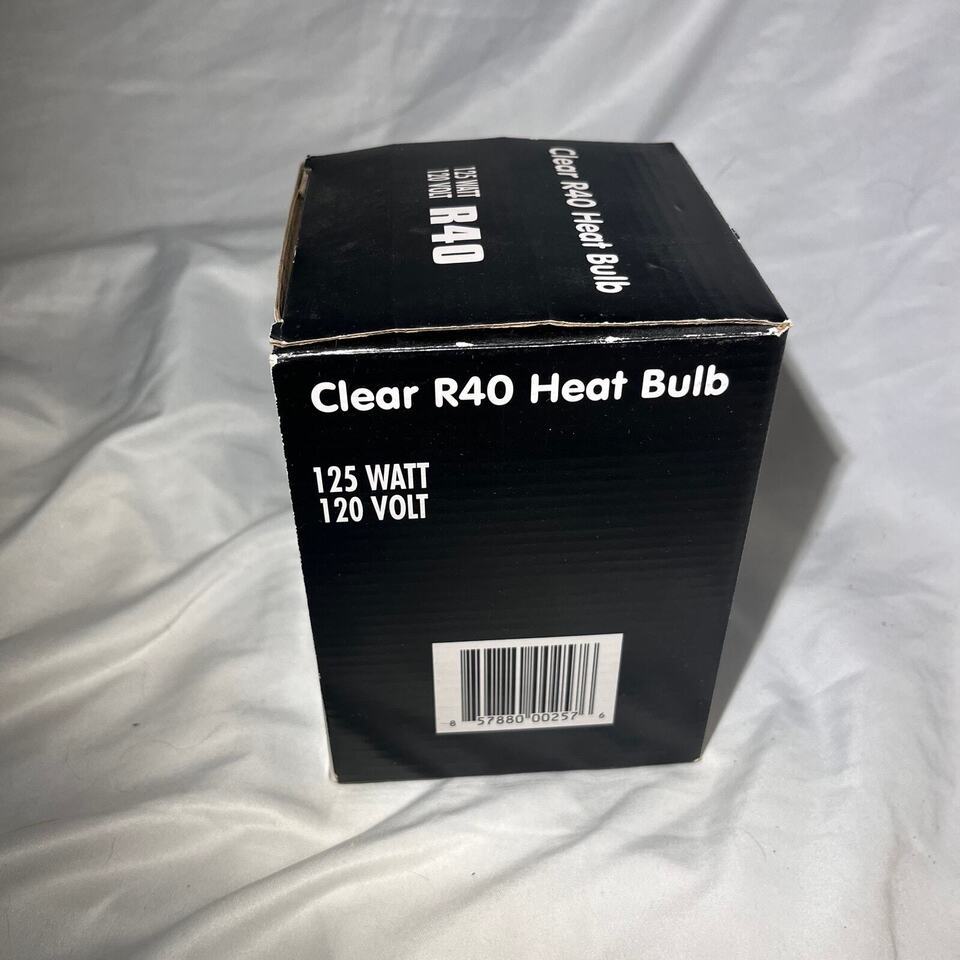 Clear R40 Heat Bulb
125 WATT
120 VOLT
R40
Clear R40 Heat Bulb
125 WATT
120 VOLT
8 57880 00257 6